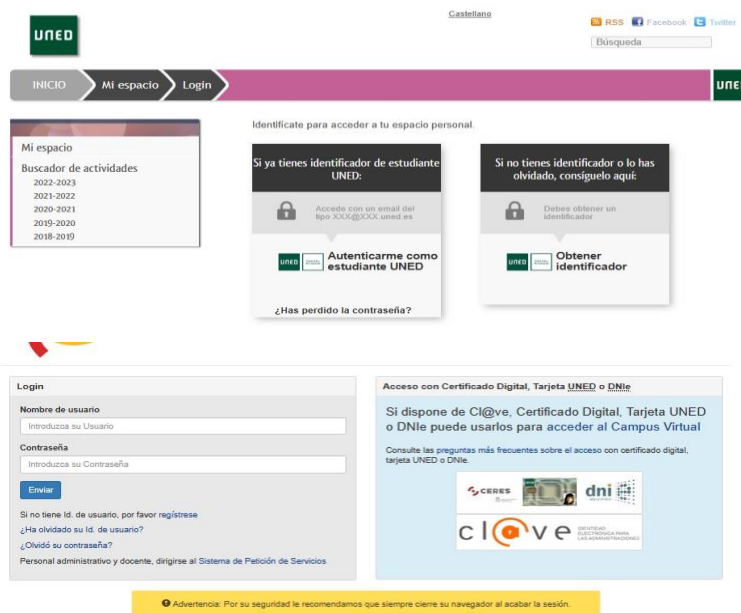 Castellano
RSS Facebook Twitter
UNED
Búsqueda
INICIO Mi espacio Login
UNE
Identifícate para acceder a tu espacio personal.
Mi espacio
Buscador de actividades
2022-2023
2021-2022
2020-2021
2019-2020
2018-2019
Si ya tienes identificador de estudiante
UNED:
Accede con un email del
tipo XXX@XXX.uned.es
UNED
Autenticarme como
estudiante UNED
¿Has perdido la contraseña?
Si no tienes identificador o lo has
olvidado, consíguelo aquí:
Debes obtener un
identificador
UNED
Obtener
identificador
Login
Nombre de usuario
Introduzca su Usuario
Contraseña
Introduzca su Contraseña
Enviar
Si no tiene Id. de usuario, por favor regístrese
¿Ha olvidado su Id. de usuario?
¿Olvidó su contraseña?
Personal administrativo y docente, dirigirse al Sistema de Petición de Servicios
Acceso con Certificado Digital, Tarjeta UNED o DNIe
Si dispone de Cl@ve, Certificado Digital, Tarjeta UNED
o DNIe puede usarlos para acceder al Campus Virtual
Consulte las preguntas más frecuentes sobre el acceso con certificado digital,
tarjeta UNED o DNIe.
CERES
dni
cl@ve
IDENTIDAD
ELECTRÓNICA PARA
LAS ADMINISTRACIONES
Advertencia: Por su seguridad le recomendamos que siempre cierre su navegador al acabar la sesión.